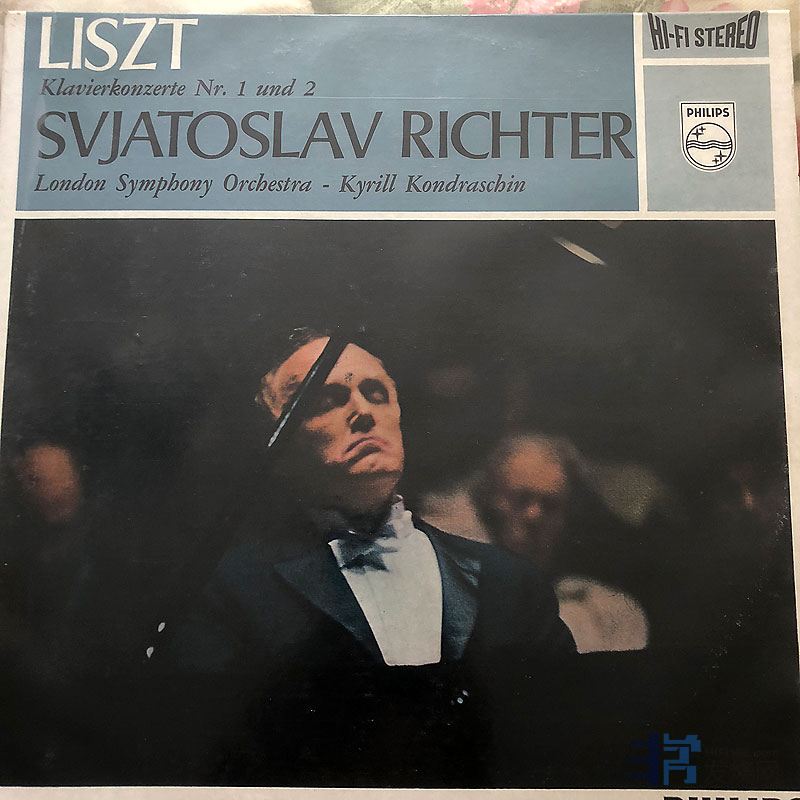 LISZT
Klavierkonzerte Nr. 1 und 2
SVJATOSLAV RICHTER
London Symphony Orchestra - Kyrill Kondraschin
HI-FI STEREO
PHILIPS